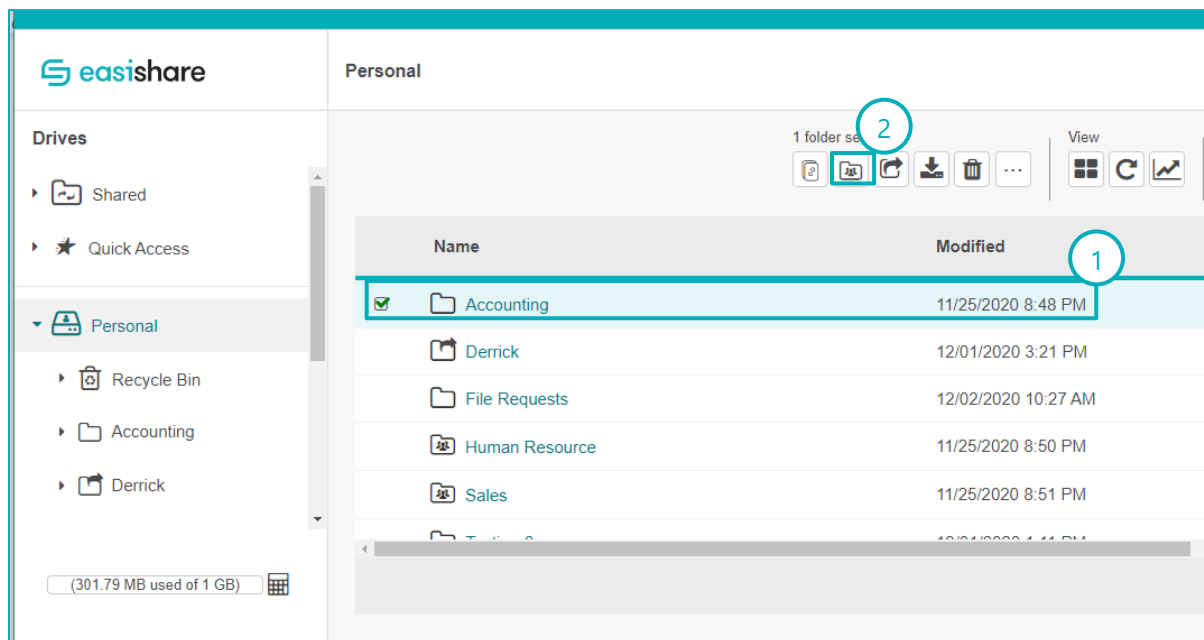 easishare
Personal
Drives
1 folder se
2
View
Shared
Quick Access
Name
Modified
1
Personal
Accounting
11/25/2020 8:48 PM
Derrick
12/01/2020 3:21 PM
Recycle Bin
File Requests
12/02/2020 10:27 AM
Accounting
Human Resource
11/25/2020 8:50 PM
Derrick
Sales
11/25/2020 8:51 PM
(301.79 MB used of 1 GB)